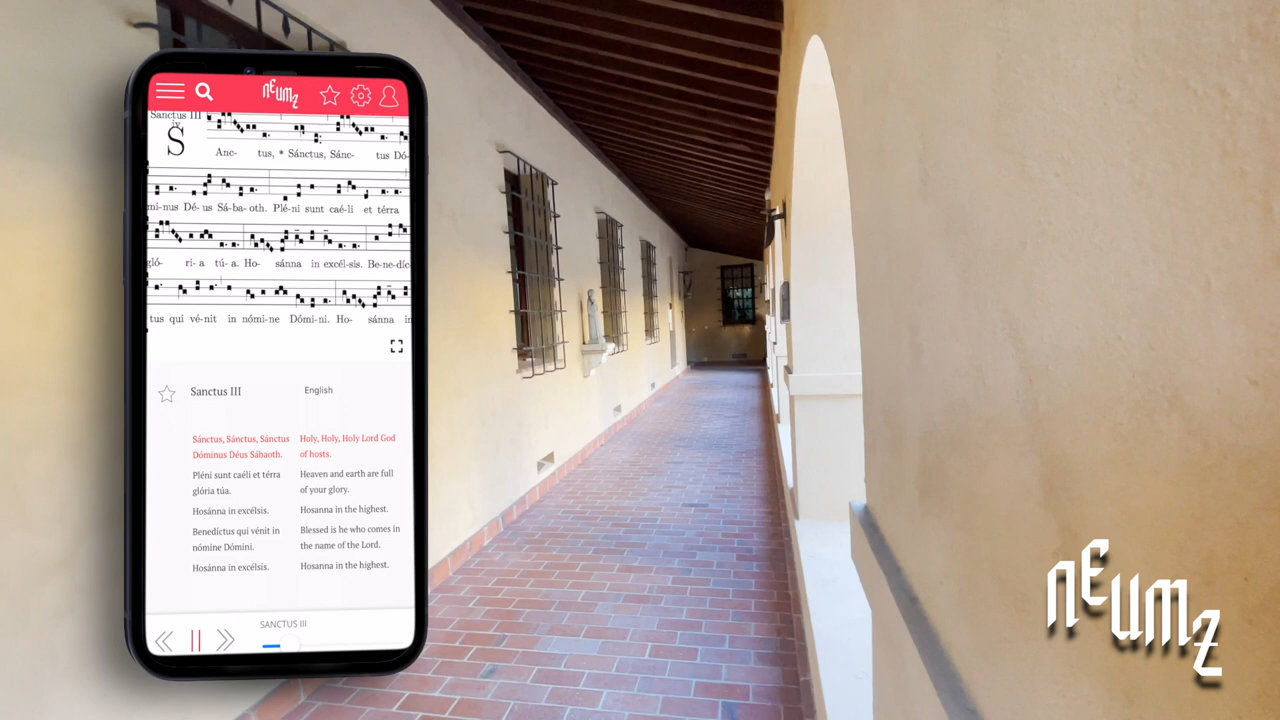 neumz
Sanctus III
iv
S
Anc- tus, * Sánctus, Sánc- tus Dó-
mi-nus Dé- us Sá-ba- oth. Plé-ni sunt caé-li et térra
gló- ri- a tú- a. Ho- sánna in excél-sis. Be-ne-díc-
tus qui vé-nit in nómi-ne Dómi-ni. Ho- sánna in
Sanctus III English
Sánctus, Sánctus, Sánctus
Dóminus Déus Sábaoth.
Holy, Holy, Holy Lord God
of hosts.
Pléni sunt caéli et térra
glória túa.
Heaven and earth are full
of your glory.
Hosánna in excélsis.
Hosanna in the highest.
Benedíctus qui vénit in
nómine Dómini.
Blessed is he who comes in
the name of the Lord.
Hosánna in excélsis.
Hosanna in the highest.
SANCTUS III
neumz